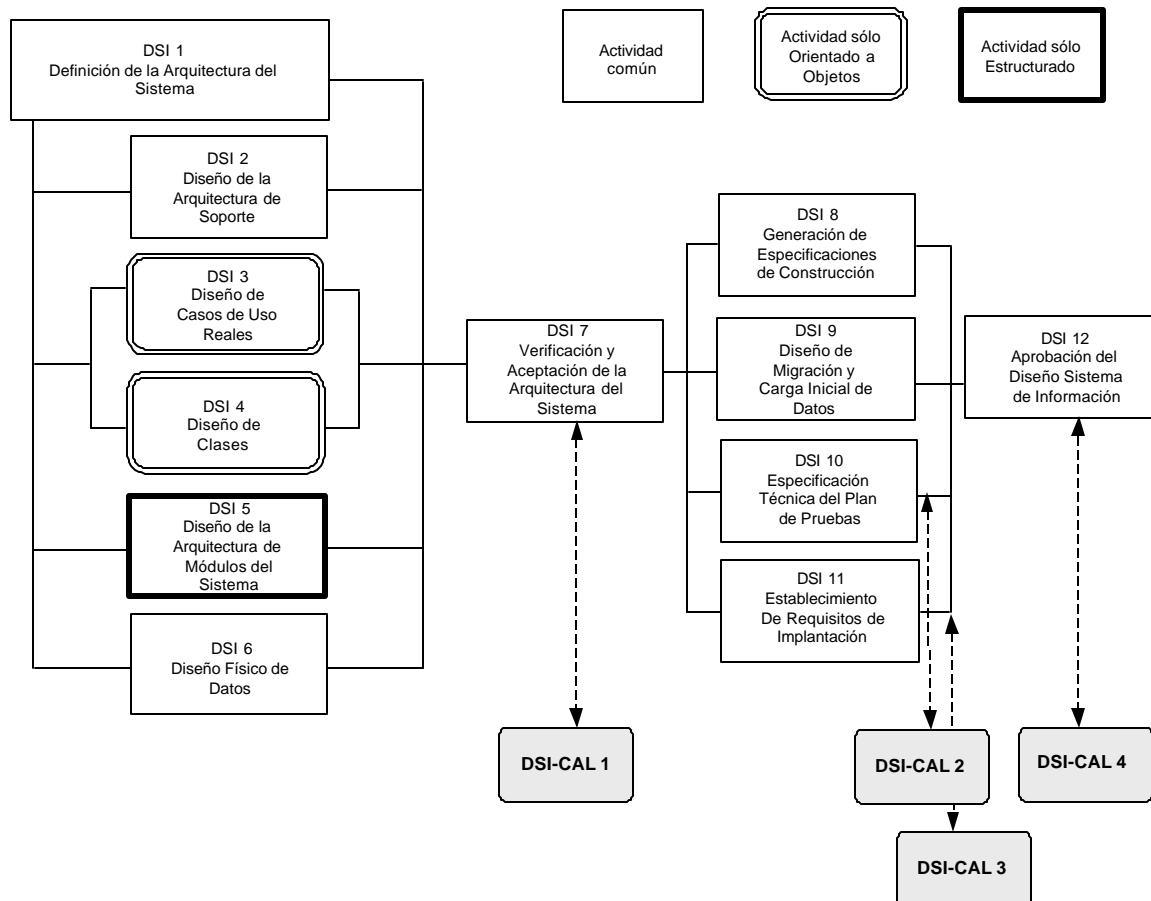 DSI 1
Definición de la Arquitectura del
Sistema
Actividad
común
Actividad sólo
Orientado a
Objetos
Actividad sólo
Estructurado
DSI 2
Diseño de la
Arquitectura de
Soporte
DSI 3
Diseño de
Casos de Uso
Reales
DSI 4
Diseño de
Clases
DSI 5
Diseño de la
Arquitectura de
Módulos del
Sistema
DSI 6
Diseño Físico de
Datos
DSI 7
Verificación y
Aceptación de la
Arquitectura del
Sistema
DSI 8
Generación de
Especificaciones
de Construcción
DSI 9
Diseño de
Migración y
Carga Inicial de
Datos
DSI 10
Especificación
Técnica del Plan
de Pruebas
DSI 11
Establecimiento
De Requisitos de
Implantación
DSI 12
Aprobación del
Diseño Sistema
de Información
DSI-CAL 1
DSI-CAL 2
DSI-CAL 4
DSI-CAL 3